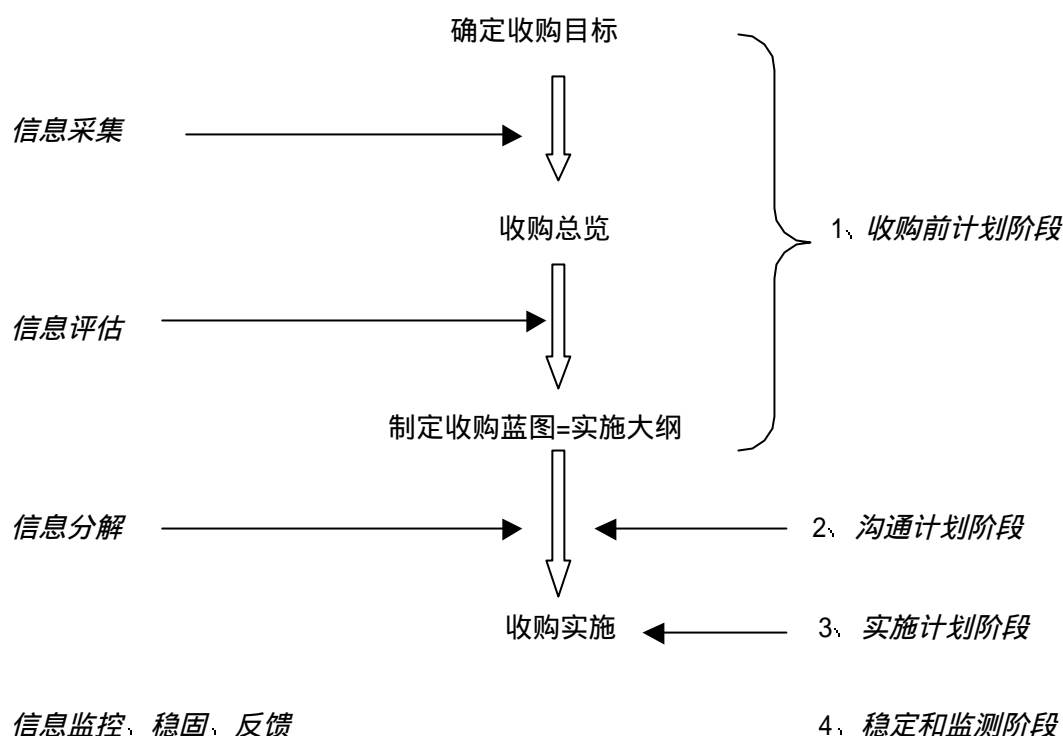 确定收购目标
信息采集
收购总览
1、收购前计划阶段
信息评估
制定收购蓝图=实施大纲
信息分解
2、沟通计划阶段
收购实施
3、实施计划阶段
信息监控、稳固、反馈
4、稳定和监测阶段